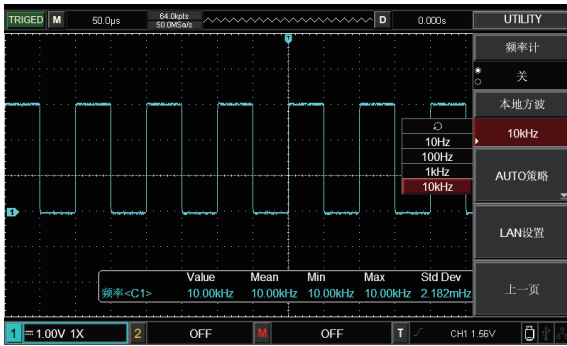 TRIGED M 50.0μs 64.0kpts D 0.000s UTILITY
50.0MSa/s
T
频率计
关
本地方波
10kHz
10Hz
100Hz
1kHz
10kHz
AUTO策略
1
LAN设置
Value Mean Min Max Std Dev
频率<C1> 10.00kHz 10.00kHz 10.00kHz 10.00kHz 2.182mHz
上一页
1 1.00V 1X 2 OFF M OFF T CH1 1.56V